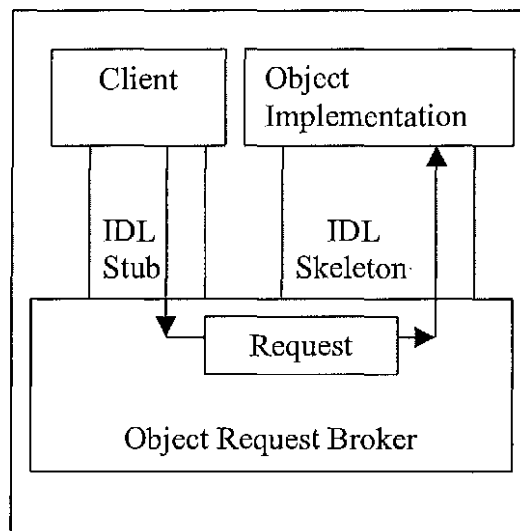 Client
Object
Implementation
IDL
Stub
IDL
Skeleton
Request
Object Request Broker